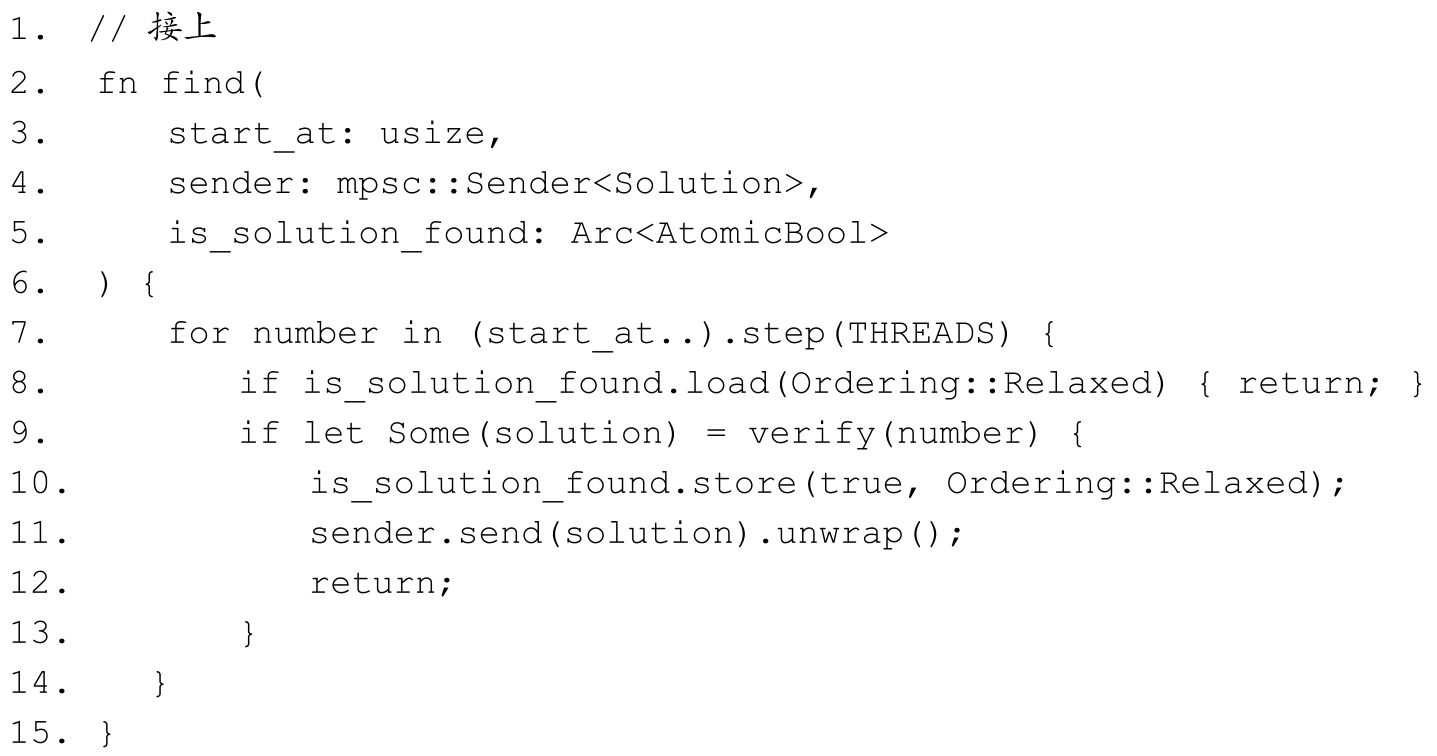 1. // 接上
2. fn find(
3. start_at: usize,
4. sender: mpsc::Sender<Solution>,
5. is_solution_found: Arc<AtomicBool>
6. ) {
7. for number in (start_at..).step(THREADS) {
8. if is_solution_found.load(Ordering::Relaxed) { return; }
9. if let Some(solution) = verify(number) {
10. is_solution_found.store(true, Ordering::Relaxed);
11. sender.send(solution).unwrap();
12. return;
13. }
14. }
15. }